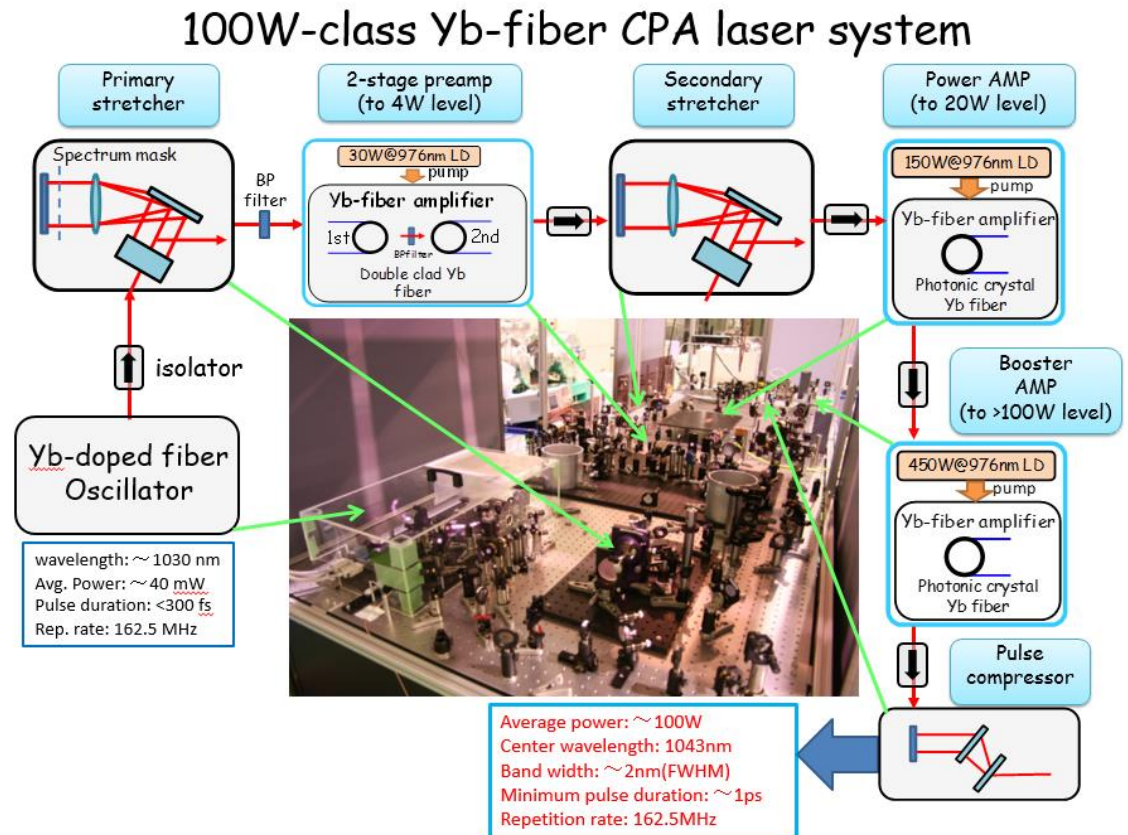 100W-class Yb-fiber CPA laser system
Primary
stretcher
2-stage preamp
(to 4W level)
Secondary
stretcher
Power AMP
(to 20W level)
Spectrum mask
BP
filter
30W@976nm LD
pump
Yb-fiber amplifier
1st
2nd
BPfilter
Double clad Yb
fiber
150W@976nm LD
pump
Yb-fiber amplifier
Photonic crystal
Yb fiber
isolator
Booster
AMP
(to >100W level)
Yb-doped fiber
Oscillator
450W@976nm LD
pump
Yb-fiber amplifier
Photonic crystal
Yb fiber
wavelength: ~1030 nm
Avg. Power: ~40 mW
Pulse duration: <300 fs
Rep. rate: 162.5 MHz
Pulse
compressor
Average power: ~100W
Center wavelength: 1043nm
Band width: ~2nm(FWHM)
Minimum pulse duration: ~1ps
Repetition rate: 162.5MHz